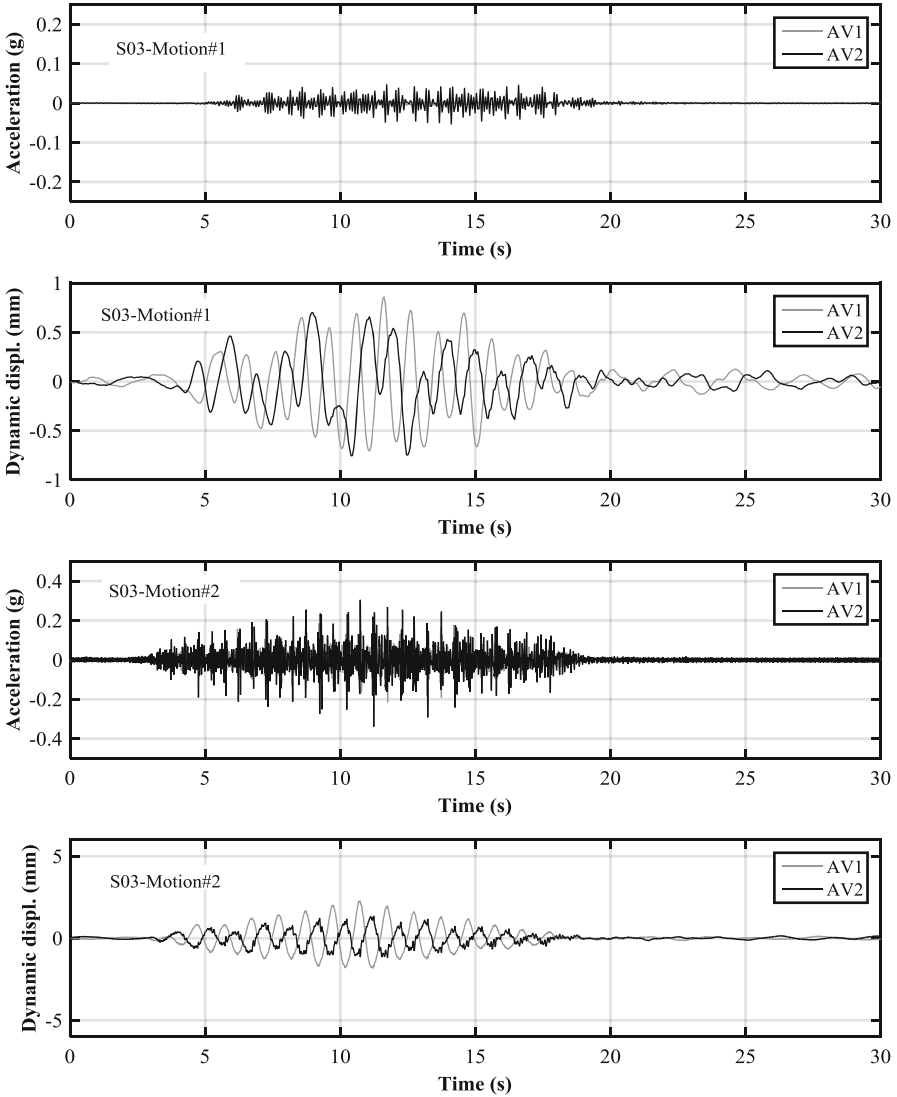 0.2
0.1
0
-0.1
-0.2
Acceleration (g)
S03-Motion#1
AV1
AV2
0 5 10 15 20 25 30
Time (s)
1
0.5
0
-0.5
-1
Dynamic displ. (mm)
S03-Motion#1
AV1
AV2
0 5 10 15 20 25 30
Time (s)
0.4
0.2
0
-0.2
-0.4
Acceleration (g)
S03-Motion#2
AV1
AV2
0 5 10 15 20 25 30
Time (s)
5
0
-5
Dynamic displ. (mm)
S03-Motion#2
AV1
AV2
0 5 10 15 20 25 30
Time (s)